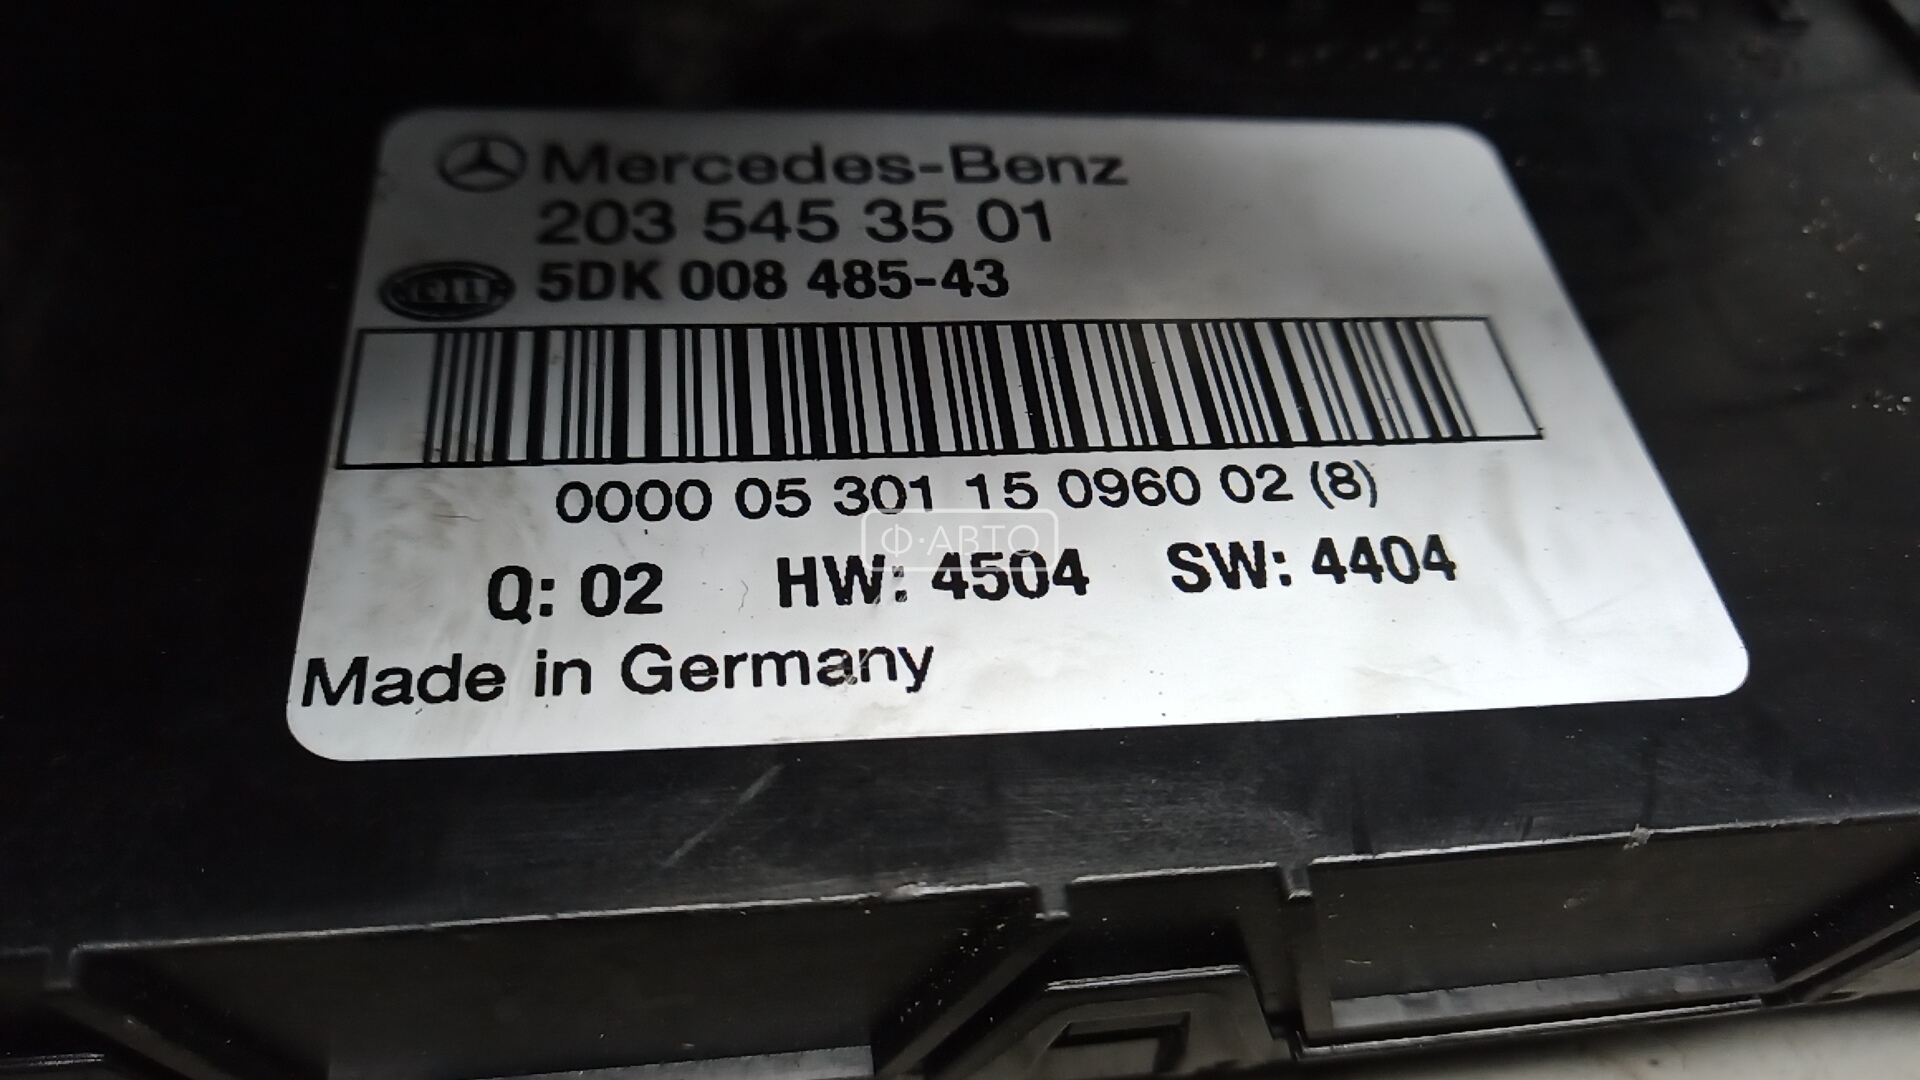 Mercedes-Benz
203 545 35 01
HELLA 5DK 008 485-43
0000 05 301 15 0960 02 (8)
Ф·АВТО
Q: 02 HW: 4504 SW: 4404
Made in Germany